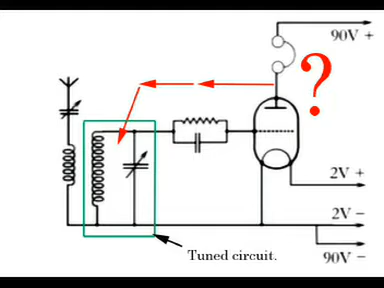 90V +
?
2V +
2V –
90V –
Tuned circuit.